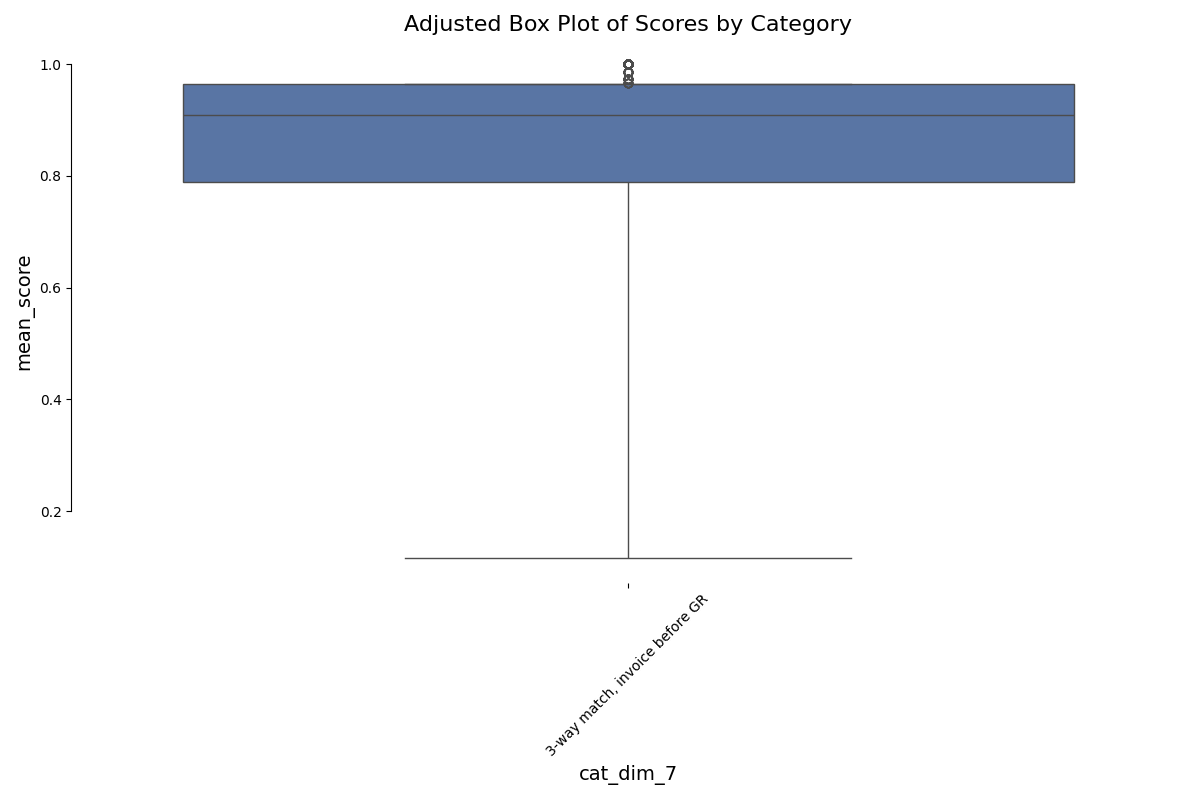 Adjusted Box Plot of Scores by Category
1.0
0.8
0.6
0.4
0.2
mean_score
3-way match, invoice before GR
cat_dim_7